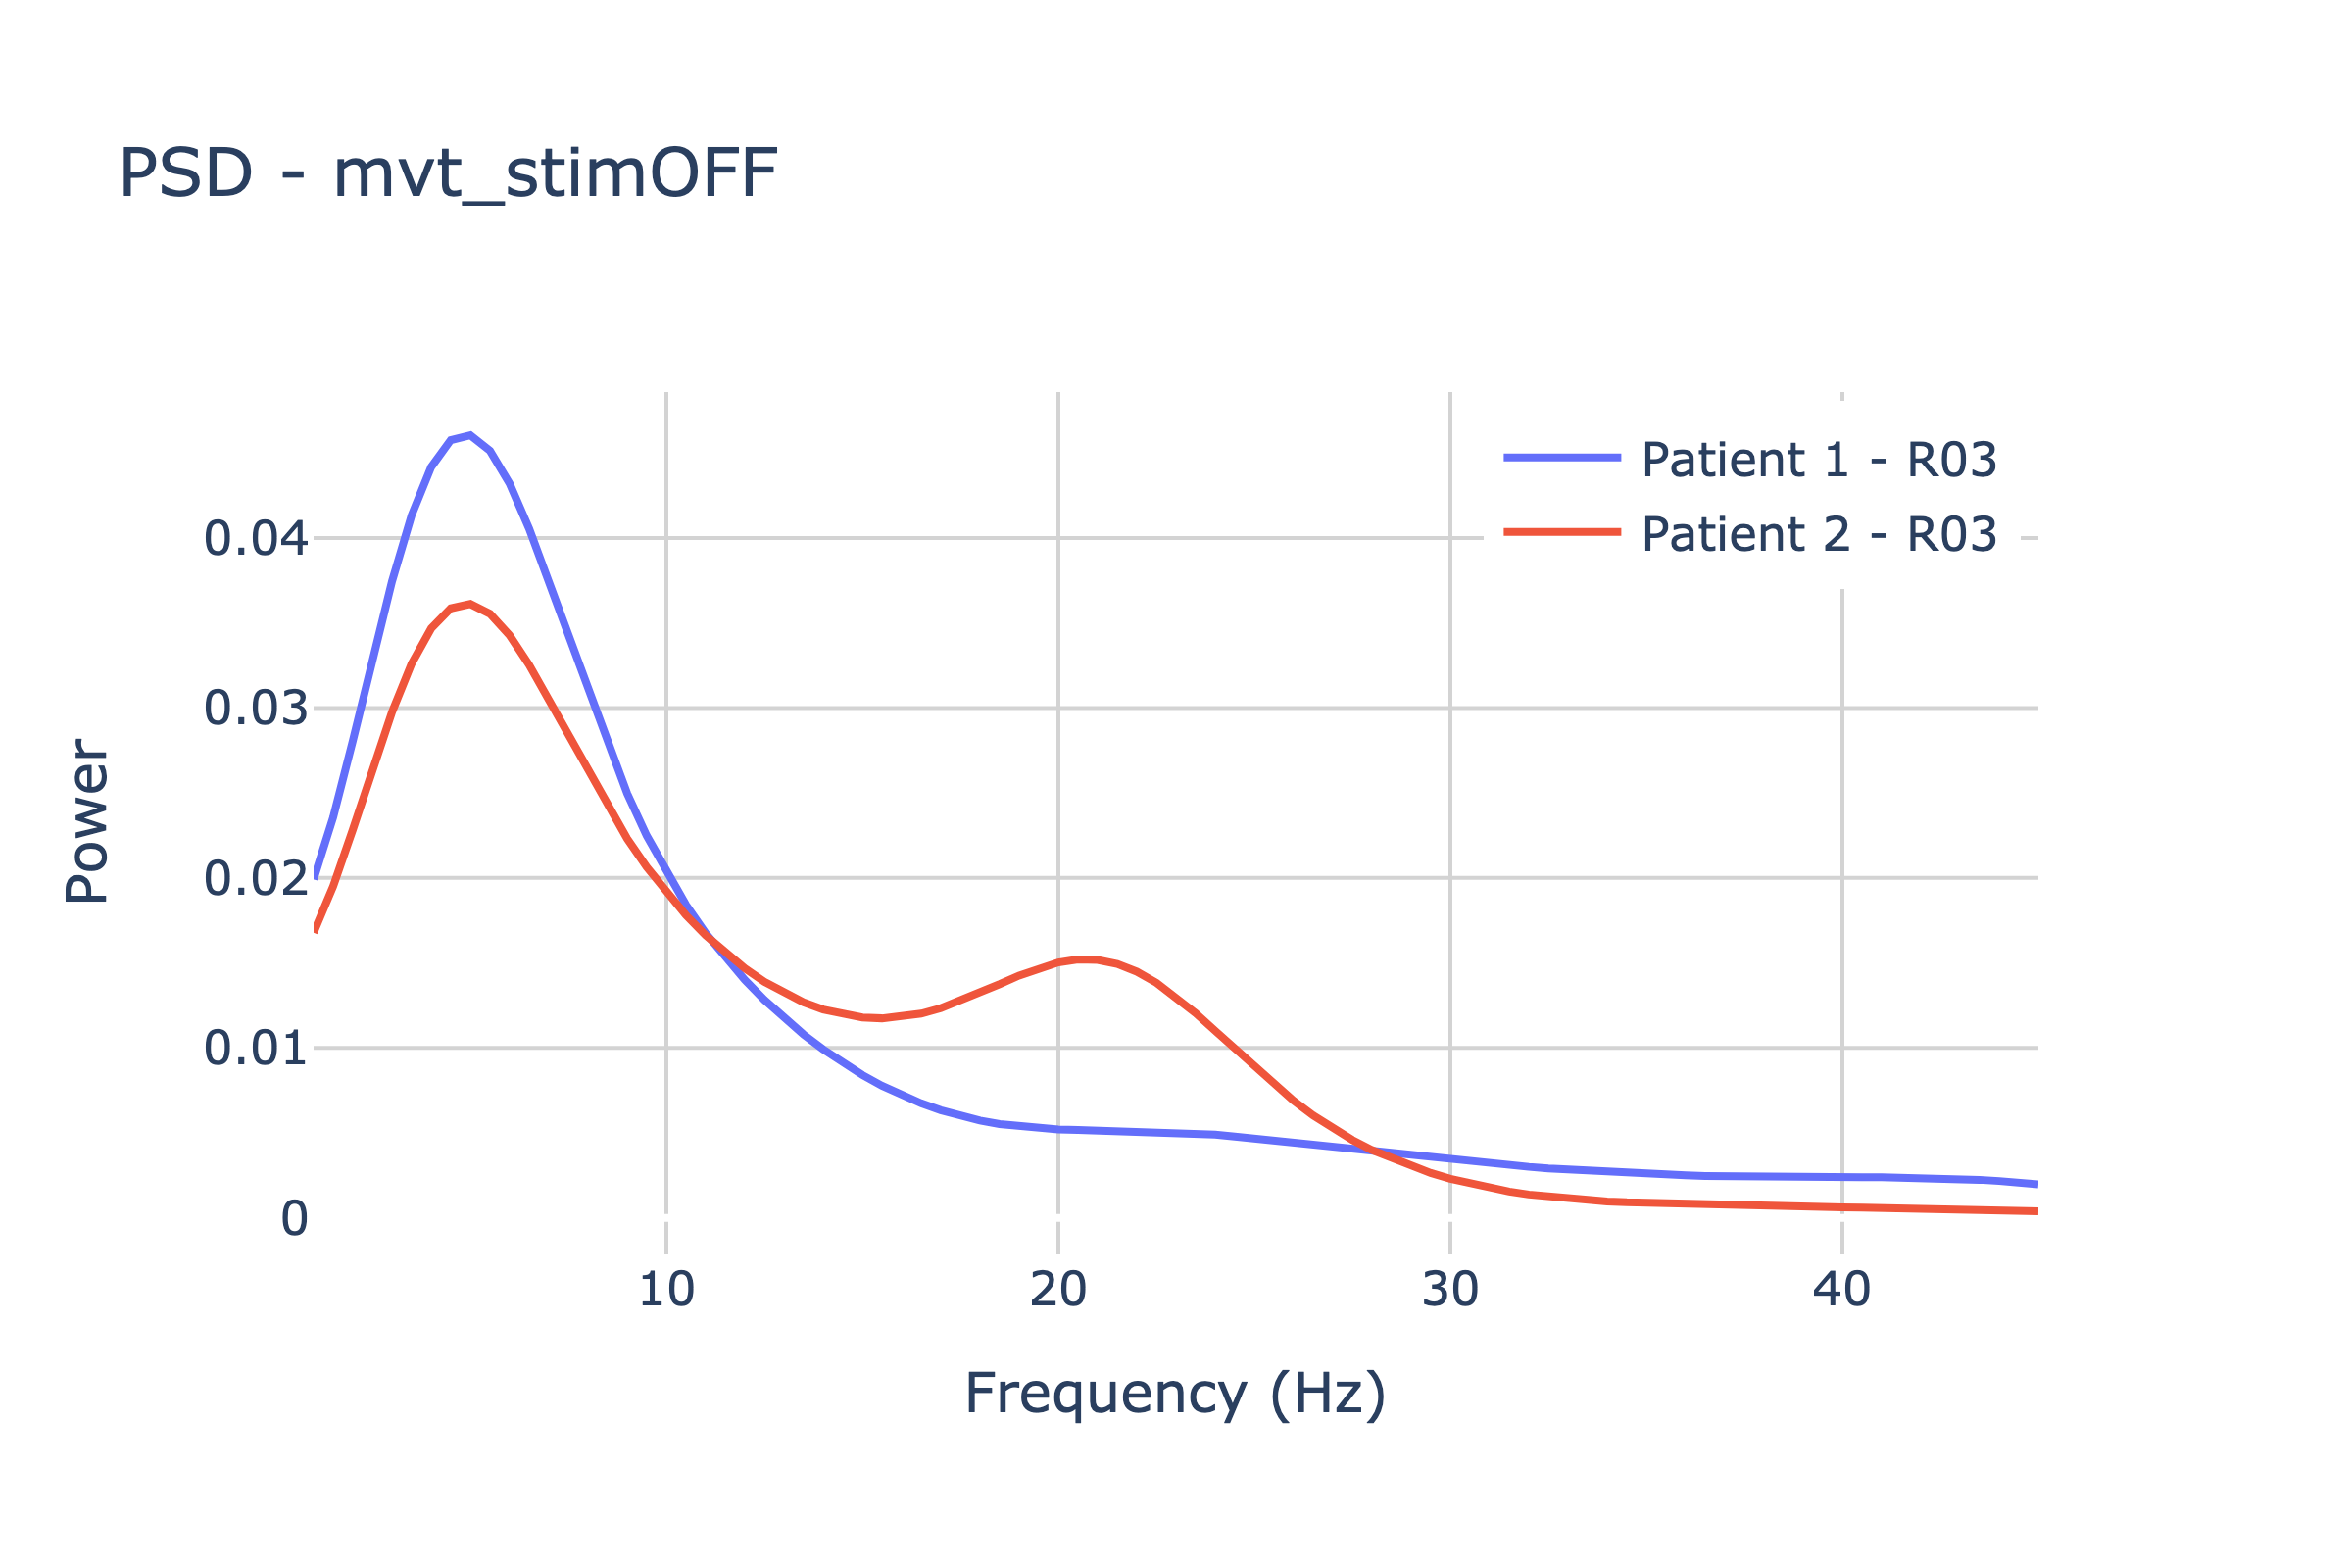 PSD - mvt_stimOFF
Patient 1 - R03
Patient 2 - R03
0.04
0.03
0.02
0.01
0
Power
10 20 30 40
Frequency (Hz)